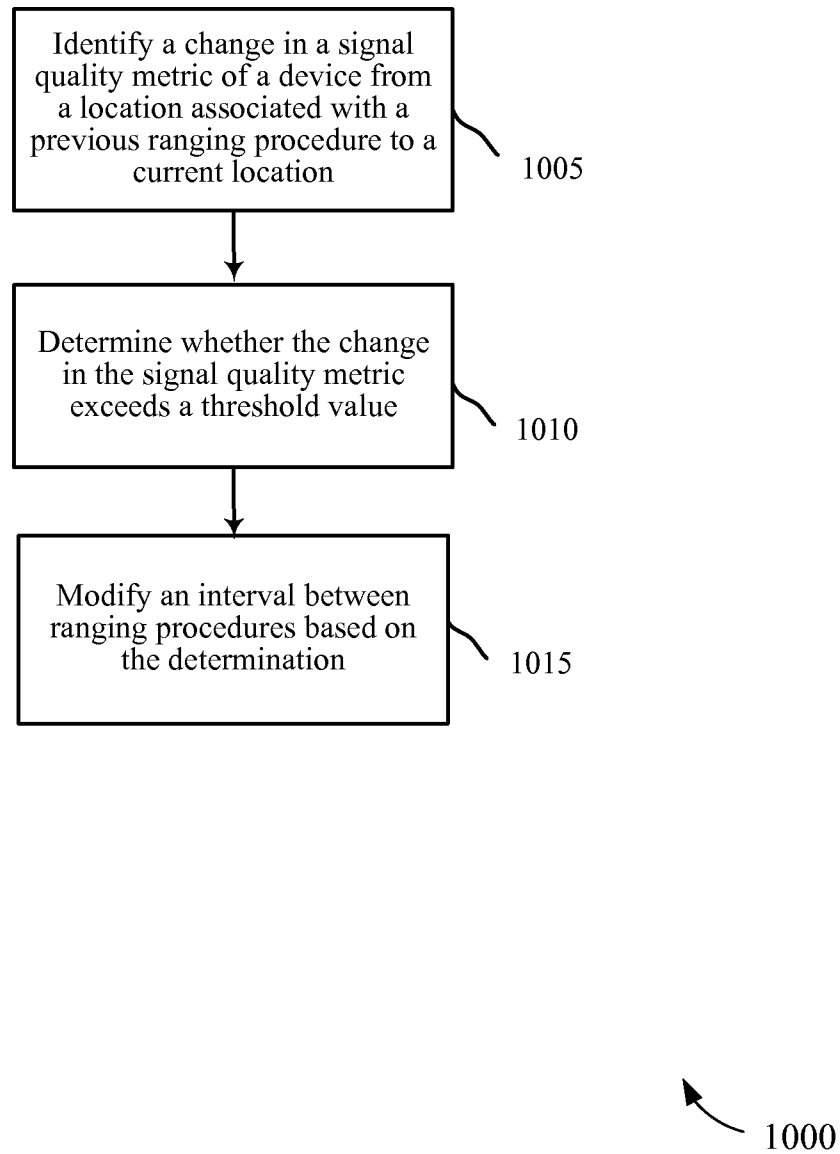 Identify a change in a signal
quality metric of a device from
a location associated with a
previous ranging procedure to a
current location
1005
Determine whether the change
in the signal quality metric
exceeds a threshold value
1010
Modify an interval between
ranging procedures based on
the determination
1015
1000